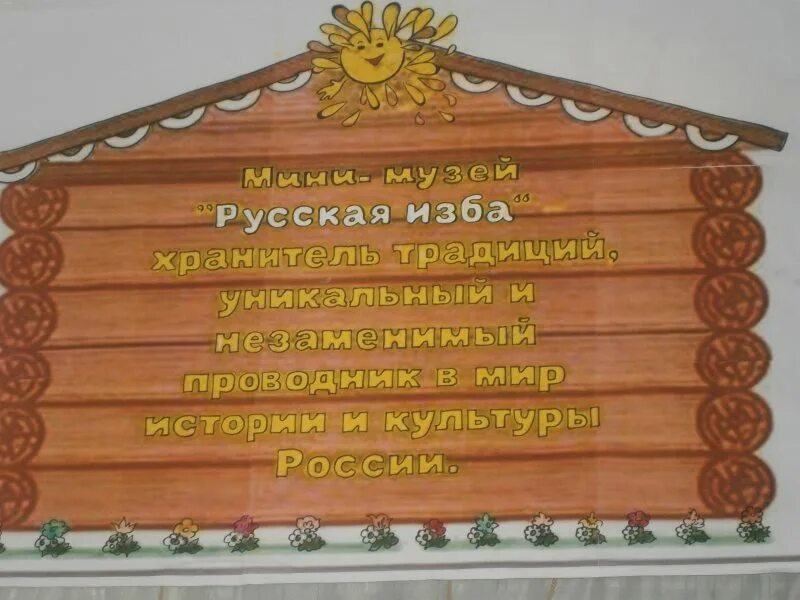 Мини-музей
"Русская изба"
хранитель традиций,
уникальный и
незаменимый
проводник в мир
истории и культуры
России.